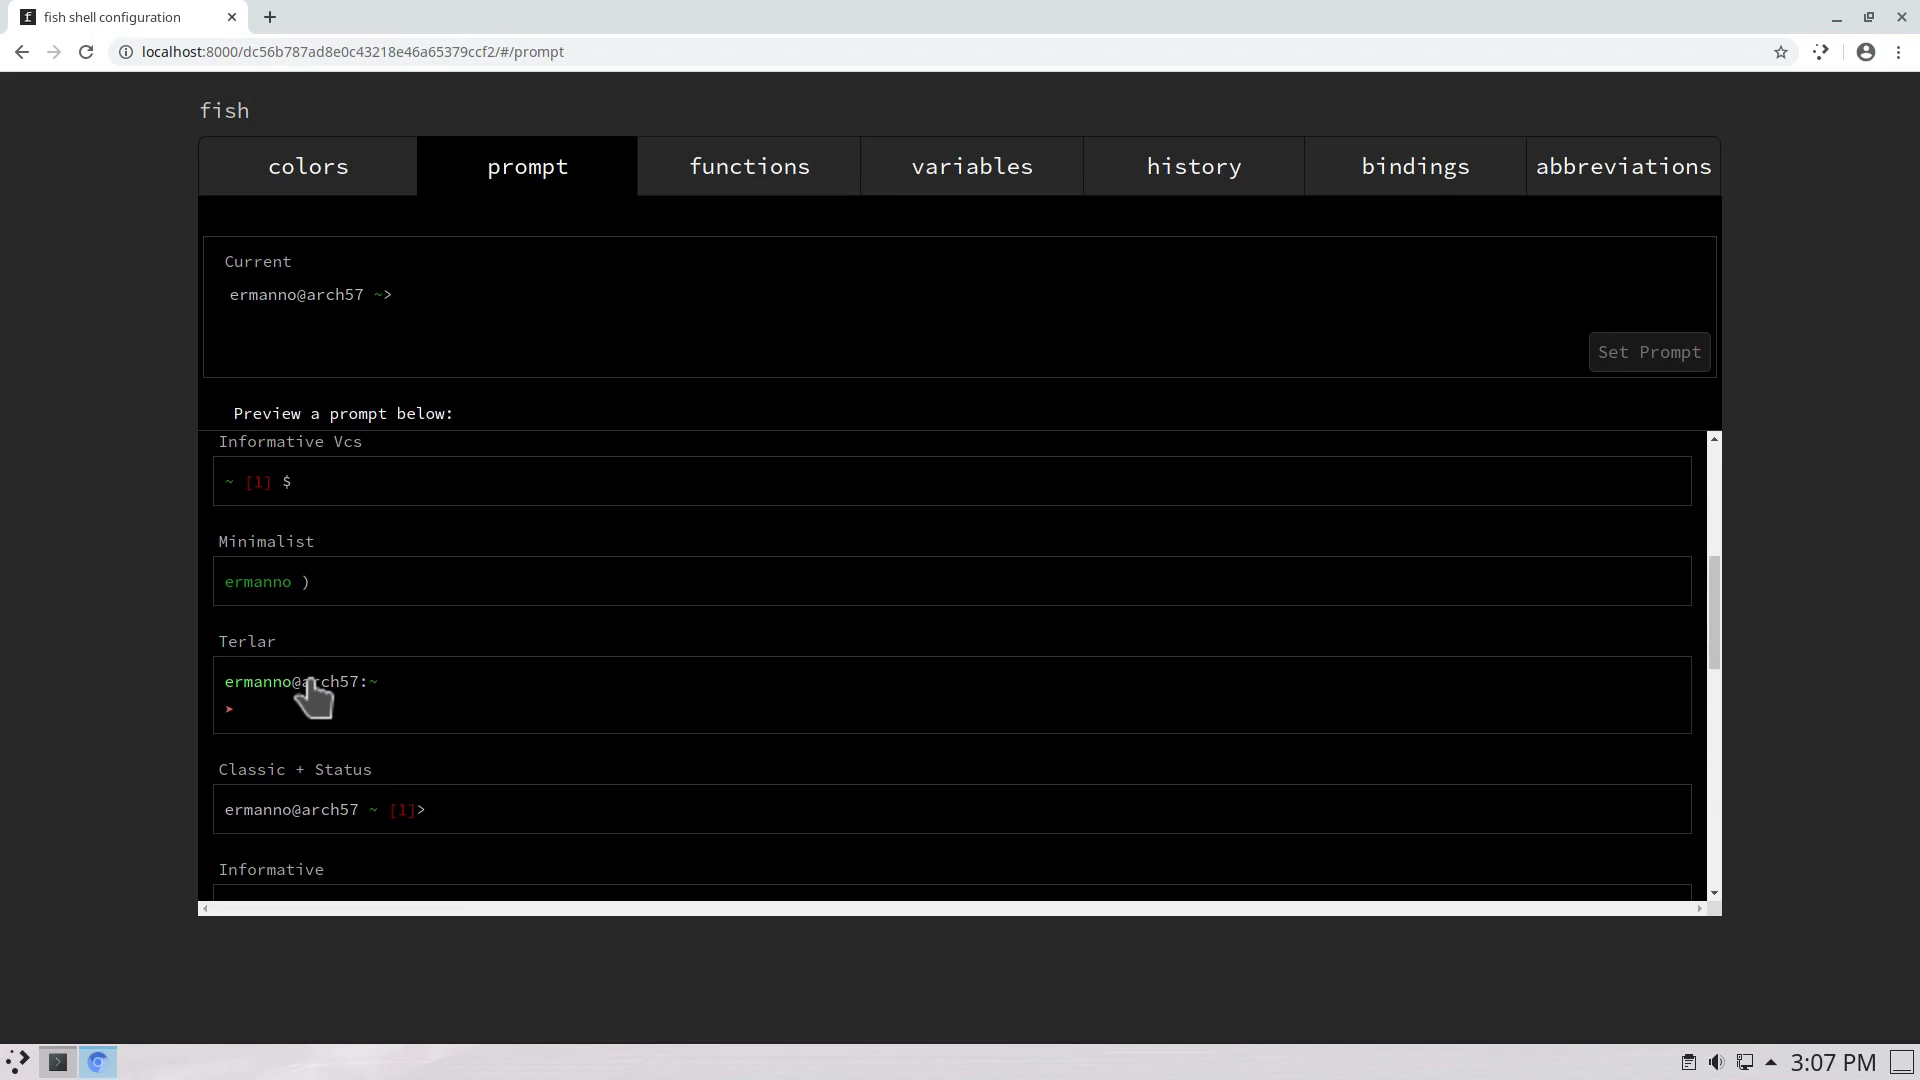 fish shell configuration
localhost:8000/dc56b787ad8e0c43218e46a65379ccf2/#/prompt
fish
colors prompt functions variables history bindings abbreviations
Current
ermanno@arch57 ~>
Set Prompt
Preview a prompt below:
Informative Vcs
~ [1] $
Minimalist
ermanno )
Terlar
ermanno@arch57:~
➤
Classic + Status
ermanno@arch57 ~ [1]>
Informative
3:07 PM